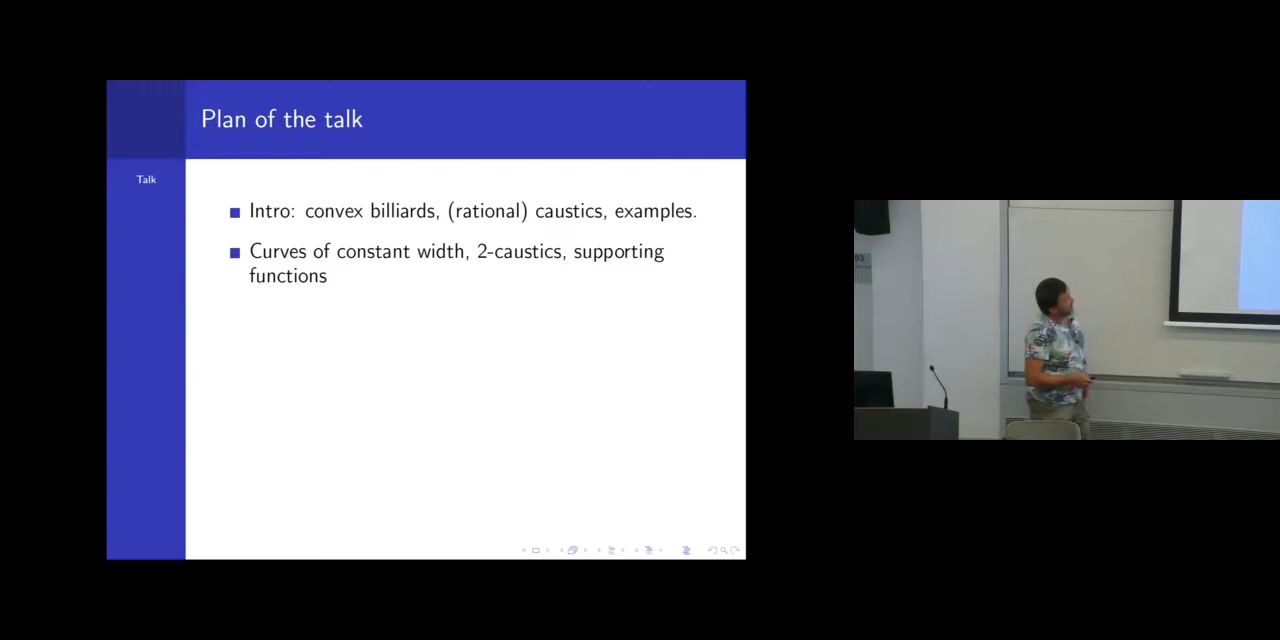 Plan of the talk
Talk
Intro: convex billiards, (rational) caustics, examples.
Curves of constant width, 2-caustics, supporting
functions
93